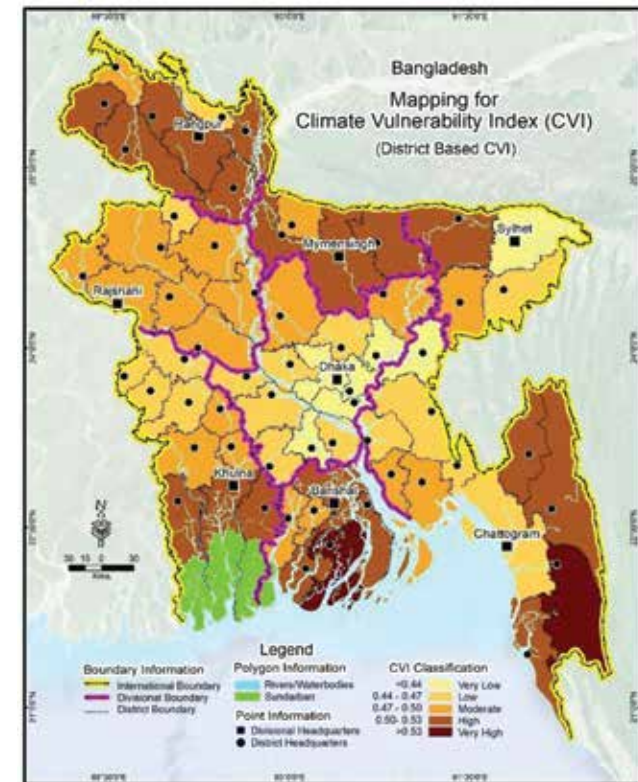 Bangladesh
Mapping for
Climate Vulnerability Index (CVI)
(District Based CVI)
Rangpur
Sylhet
Mymensingh
Rajshahi
Dhaka
Khulna
Barishal
Chattogram
Legend
Boundary Information
International Boundary
Divisional Boundary
District Boundary
Polygon Information
Rivers/Waterbodies
Sundarban
Point Information
Divisional Headquarters
District Headquarters
CVI Classification
<0.44 Very Low
0.44 - 0.47 Low
0.47 - 0.50 Moderate
0.50- 0.53 High
>0.53 Very High